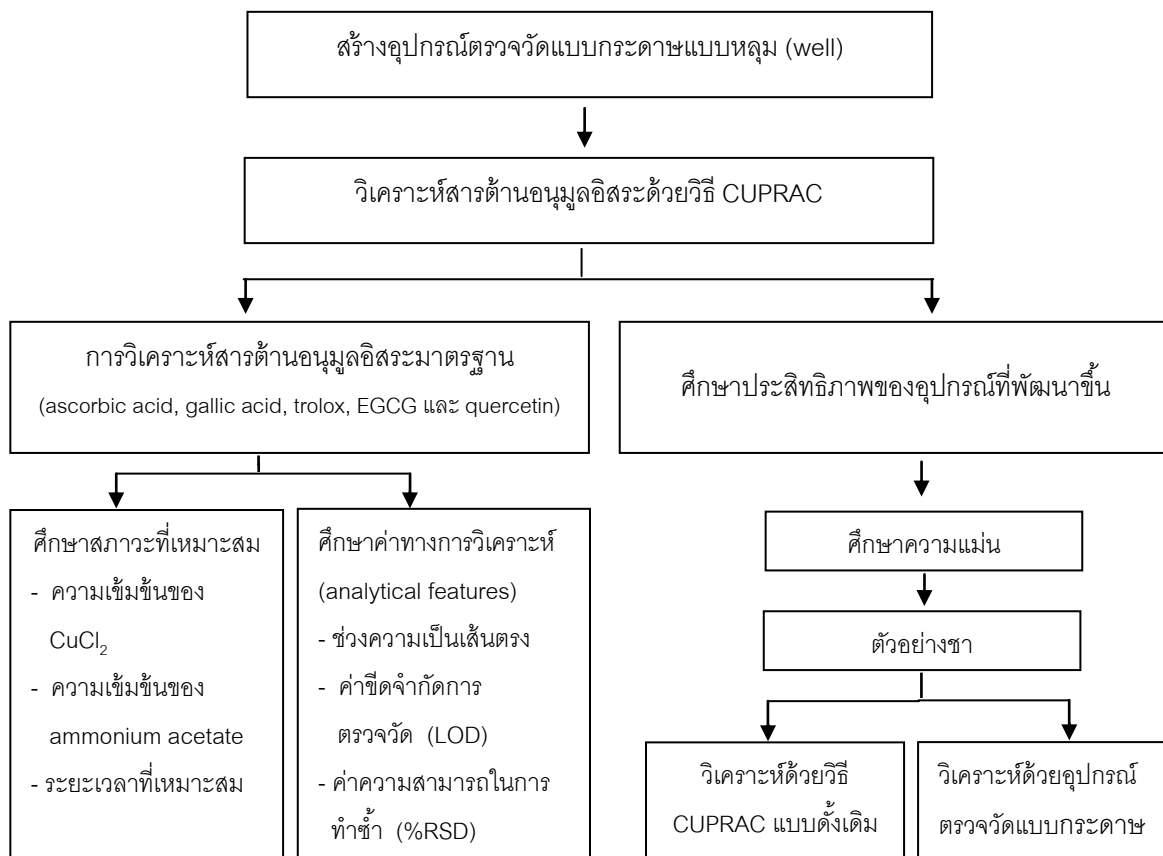 สร้างอุปกรณ์ตรวจวัดแบบกระดาษแบบหลุม (well)
วิเคราะห์สารต้านอนุมูลอิสระด้วยวิธี CUPRAC
การวิเคราะห์สารต้านอนุมูลอิสระมาตรฐาน
(ascorbic acid, gallic acid, trolox, EGCG และ quercetin)
ศึกษาประสิทธิภาพของอุปกรณ์ที่พัฒนาขึ้น
ศึกษาสภาวะที่เหมาะสม
- ความเข้มข้นของ
CuCl₂
- ความเข้มข้นของ
ammonium acetate
- ระยะเวลาที่เหมาะสม
ศึกษาค่าทางการวิเคราะห์
(analytical features)
- ช่วงความเป็นเส้นตรง
- ค่าขีดจำกัดการ
ตรวจวัด (LOD)
- ค่าความสามารถในการ
ทำซ้ำ (%RSD)
ศึกษาความแม่น
ตัวอย่างชา
วิเคราะห์ด้วยวิธี
CUPRAC แบบดั้งเดิม
วิเคราะห์ด้วยอุปกรณ์
ตรวจวัดแบบกระดาษ